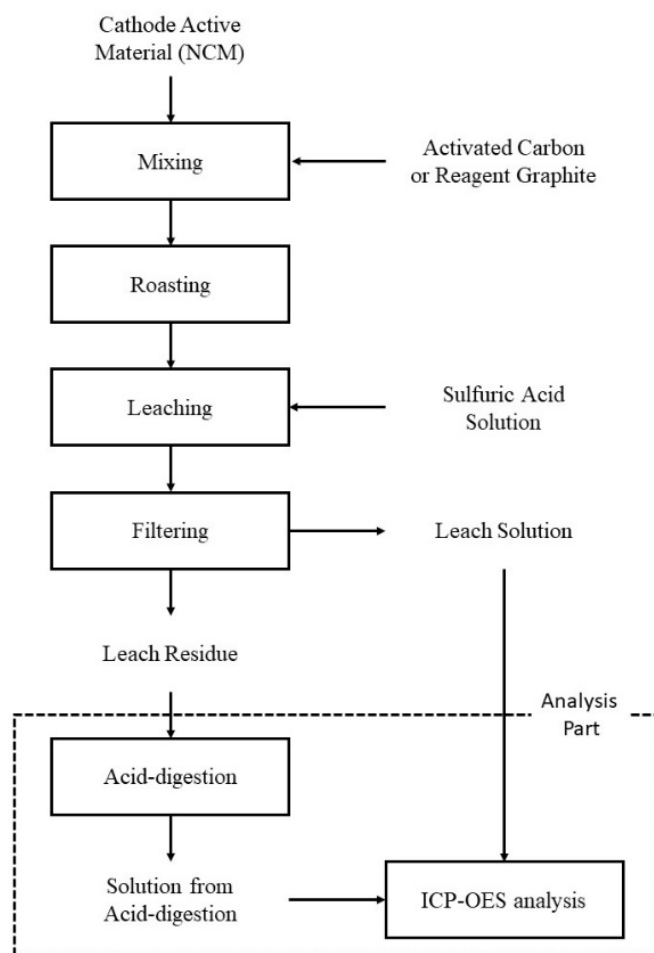 Cathode Active
Material (NCM)
Mixing
Activated Carbon
or Reagent Graphite
Roasting
Leaching
Sulfuric Acid
Solution
Filtering
Leach Solution
Leach Residue
Analysis
Part
Acid-digestion
Solution from
Acid-digestion
ICP-OES analysis